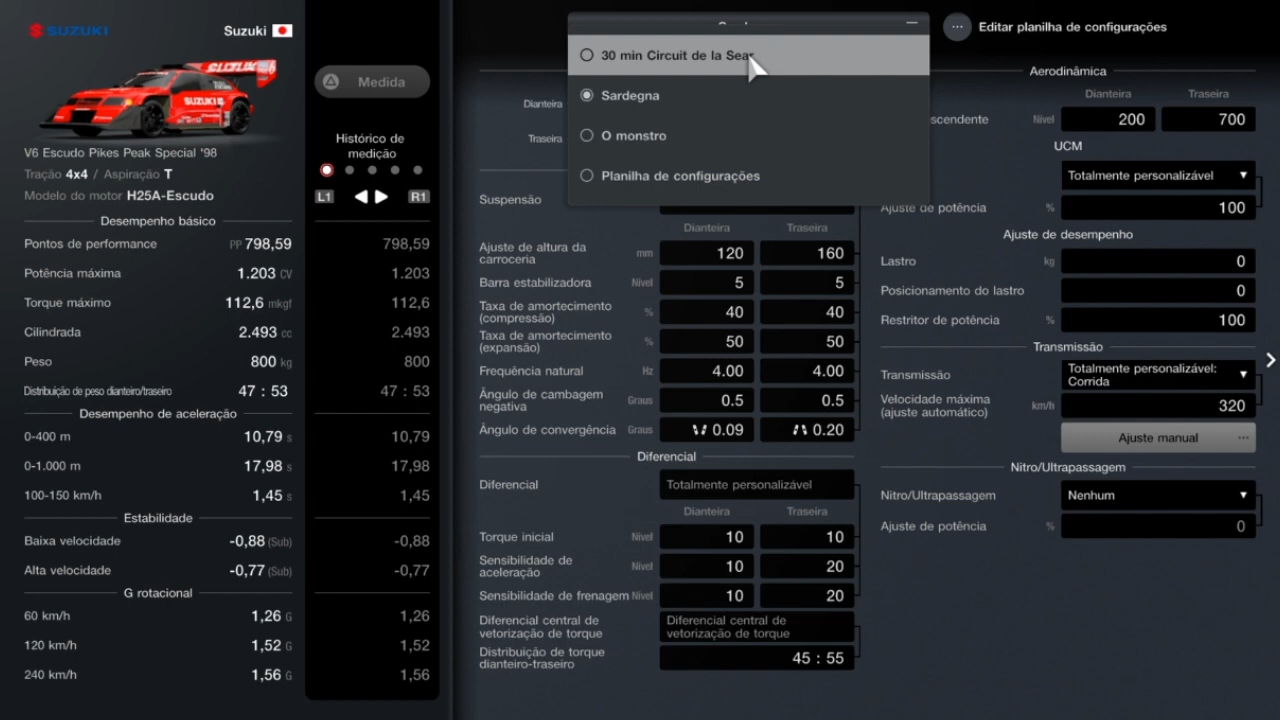 SUZUKI
Suzuki
V6 Escudo Pikes Peak Special '98
Tração 4x4 / Aspiração T
Modelo do motor H25A-Escudo
Desempenho básico
Pontos de performance PP 798,59
Potência máxima 1.203 CV
Torque máximo 112,6 mkgf
Cilindrada 2.493 cc
Peso 800 kg
Distribuição de peso dianteiro/traseiro 47 : 53
Desempenho de aceleração
0-400 m 10,79 s
0-1.000 m 17,98 s
100-150 km/h 1,45 s
Estabilidade
Baixa velocidade -0,88 (Sub)
Alta velocidade -0,77 (Sub)
G rotacional
60 km/h 1,26 G
120 km/h 1,52 G
240 km/h 1,56 G
Medida
Histórico de
medição
L1 R1
798,59
1.203
112,6
2.493
800
47 : 53
10,79
17,98
1,45
-0,88
-0,77
1,26
1,52
1,56
30 min Circuit de la Sear
Sardegna
O monstro
Planilha de configurações
Editar planilha de configurações
Dianteira
Traseira
Suspensão
Dianteira Traseira
Ajuste de altura da
carroceria mm 120 160
Barra estabilizadora Nível 5 5
Taxa de amortecimento
(compressão) % 40 40
Taxa de amortecimento
(expansão) % 50 50
Frequência natural Hz 4.00 4.00
Ângulo de cambagem
negativa Graus 0.5 0.5
Ângulo de convergência Graus 0.09 0.20
Diferencial
Diferencial Totalmente personalizável
Dianteira Traseira
Torque inicial Nível 10 10
Sensibilidade de
aceleração Nível 10 20
Sensibilidade de frenagem Nível 10 20
Diferencial central de
vetorização de torque
Diferencial central de
vetorização de torque
Distribuição de torque
dianteiro-traseiro 45 : 55
Aerodinâmica
Dianteira Traseira
scendente Nível 200 700
UCM
Totalmente personalizável
Ajuste de potência % 100
Ajuste de desempenho
Lastro kg 0
Posicionamento do lastro 0
Restritor de potência % 100
Transmissão
Transmissão Totalmente personalizável:
Corrida
Velocidade máxima
(ajuste automático) km/h 320
Ajuste manual ...
Nitro/Ultrapassagem
Nitro/Ultrapassagem Nenhum
Ajuste de potência % 0